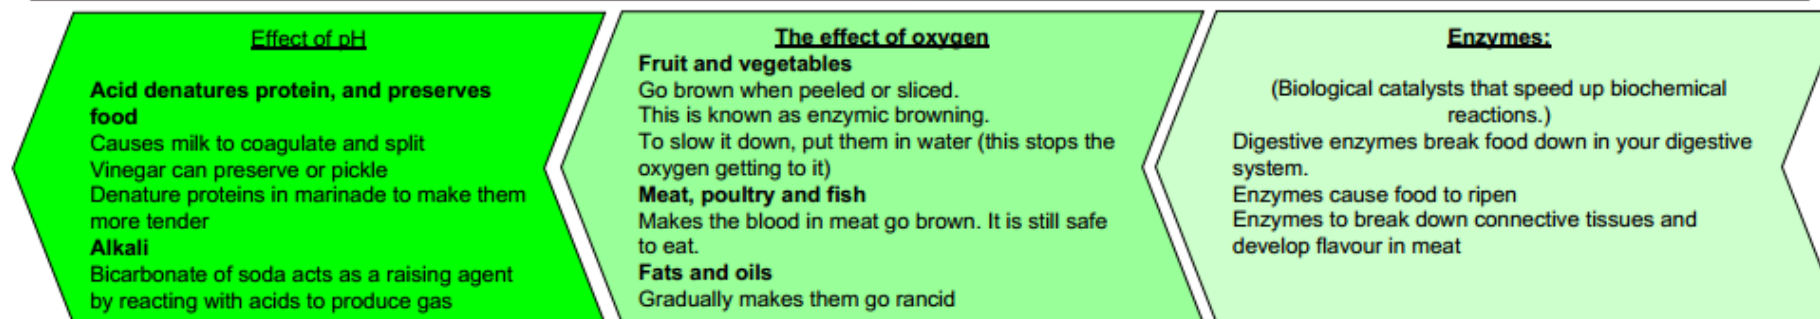 Effect of pH
Acid denatures protein, and preserves
food
Causes milk to coagulate and split
Vinegar can preserve or pickle
Denature proteins in marinade to make them
more tender
Alkali
Bicarbonate of soda acts as a raising agent
by reacting with acids to produce gas
The effect of oxygen
Fruit and vegetables
Go brown when peeled or sliced.
This is known as enzymic browning.
To slow it down, put them in water (this stops the
oxygen getting to it)
Meat, poultry and fish
Makes the blood in meat go brown. It is still safe
to eat.
Fats and oils
Gradually makes them go rancid
Enzymes:
(Biological catalysts that speed up biochemical
reactions.)
Digestive enzymes break food down in your digestive
system.
Enzymes cause food to ripen
Enzymes to break down connective tissues and
develop flavour in meat